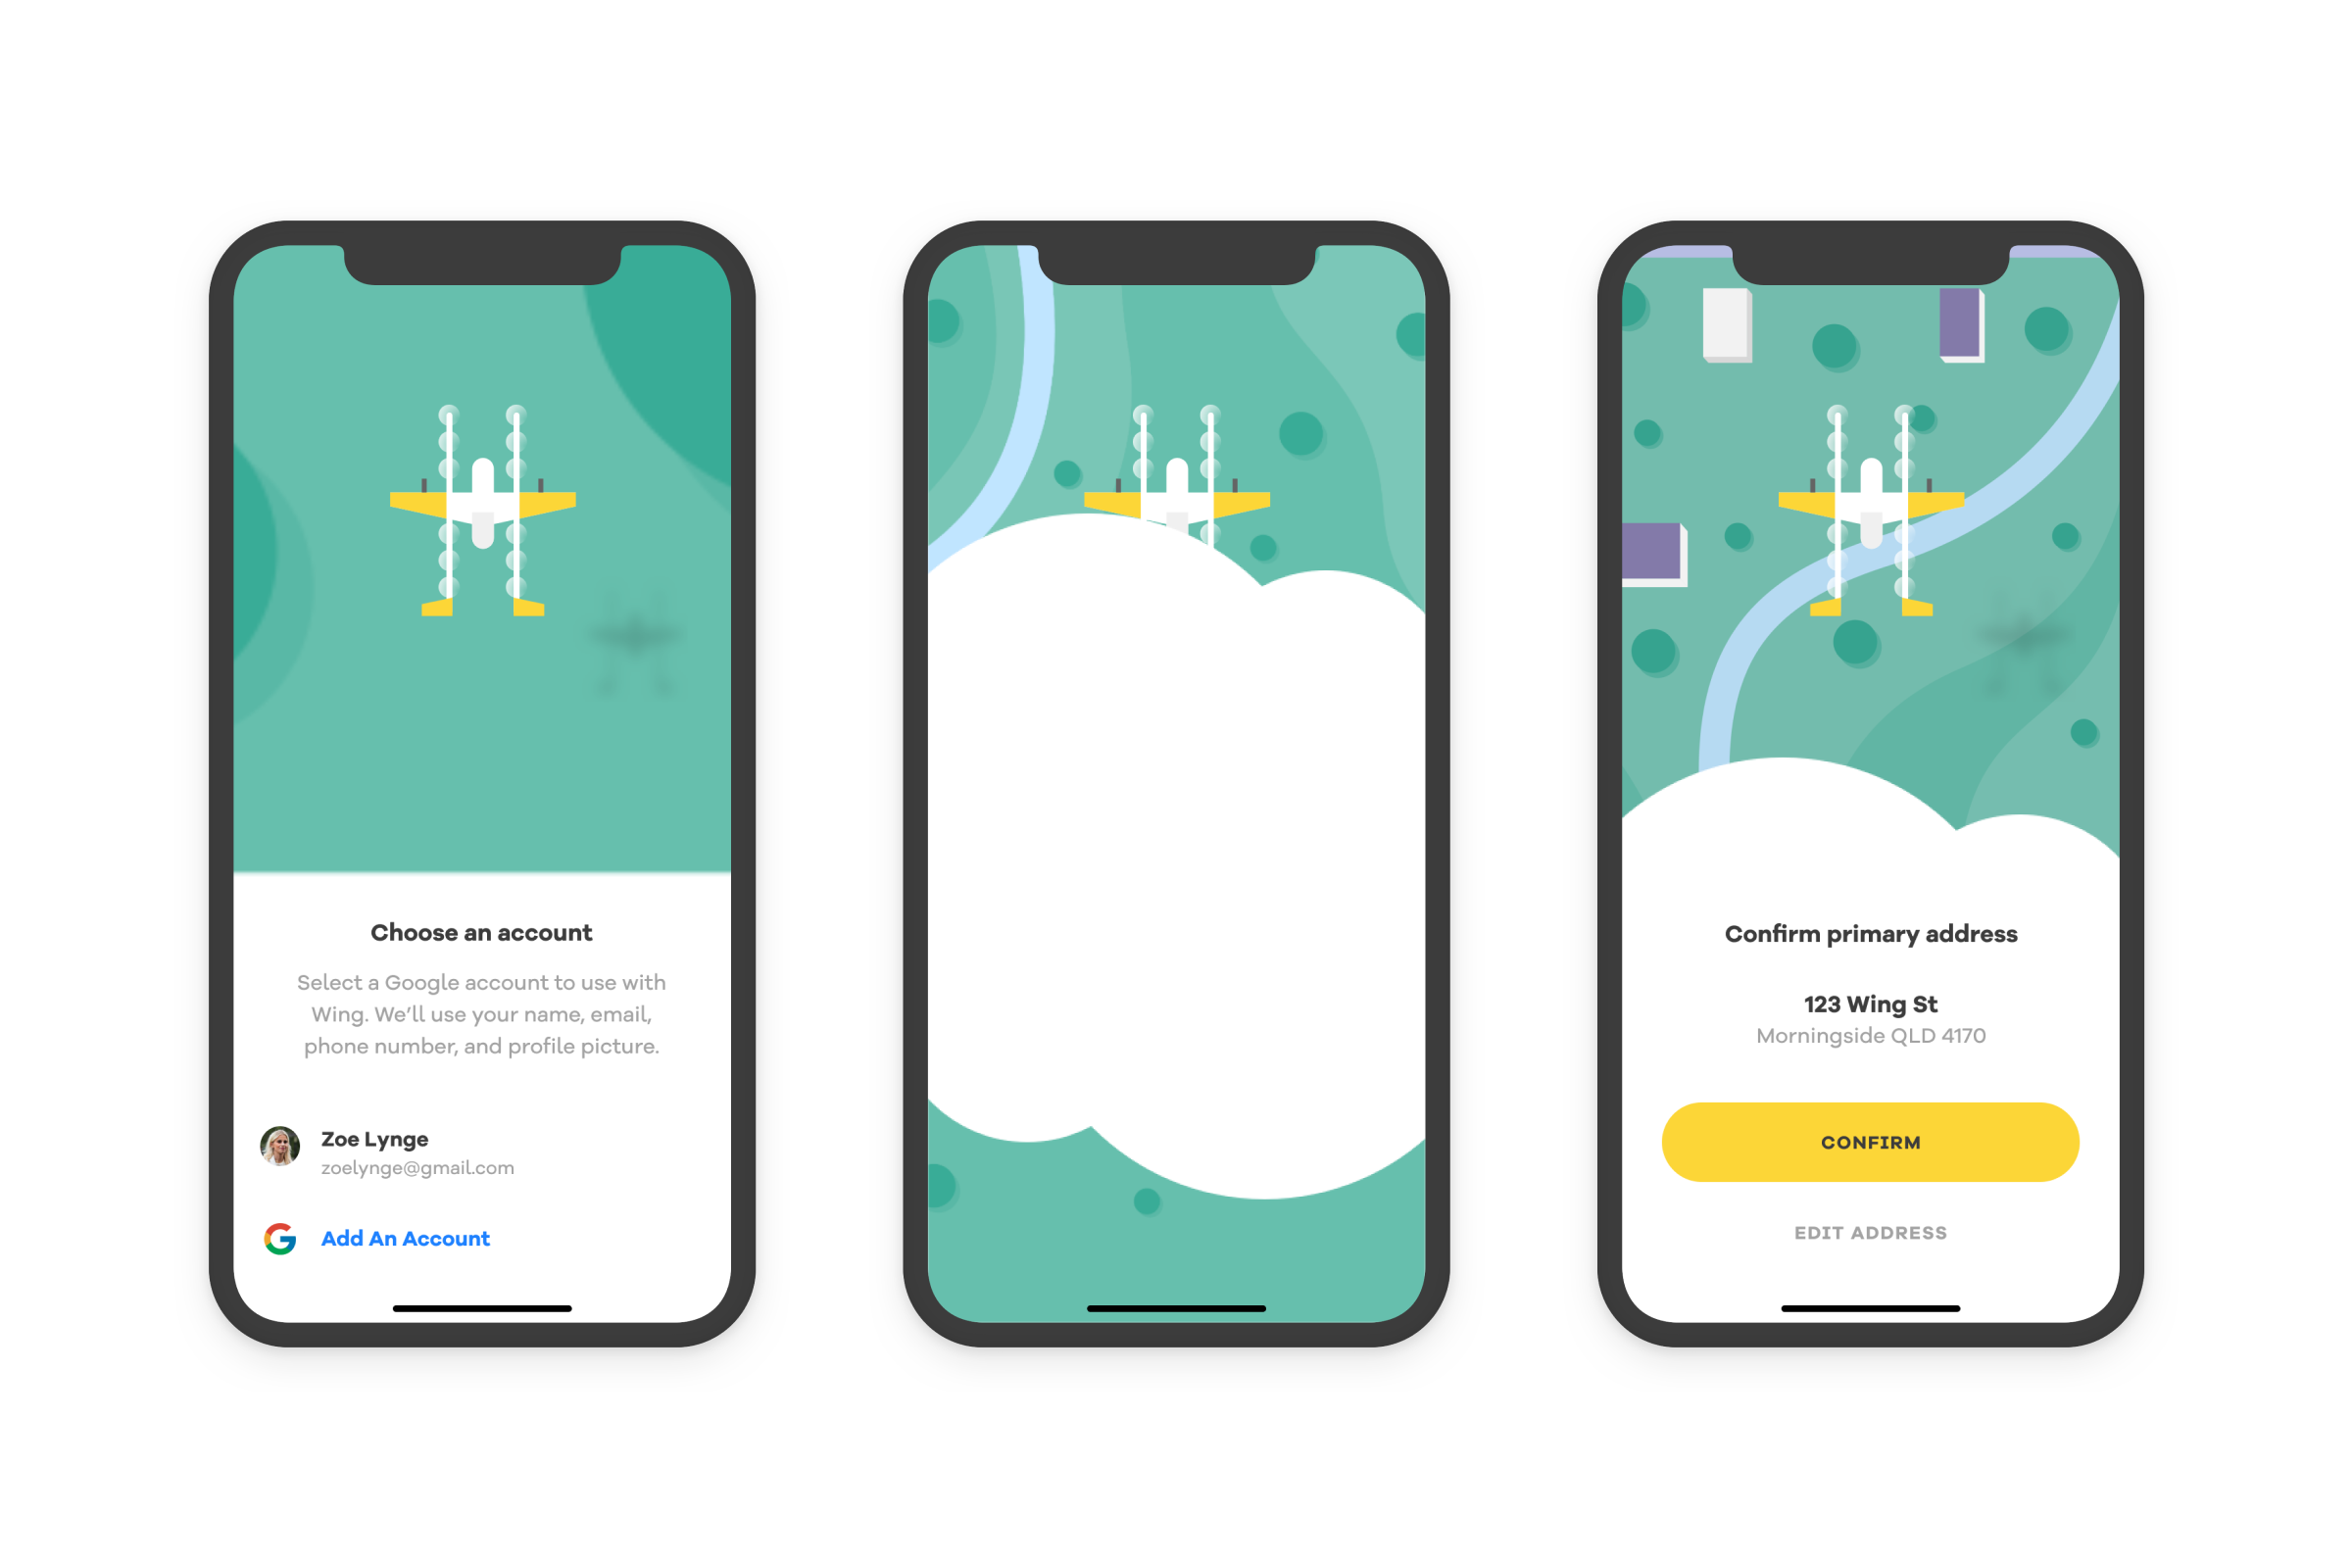 Choose an account
Select a Google account to use with
Wing. We’ll use your name, email,
phone number, and profile picture.
Zoe Lynge
zoelynge@gmail.com
Add An Account
Confirm primary address
123 Wing St
Morningside QLD 4170
CONFIRM
EDIT ADDRESS